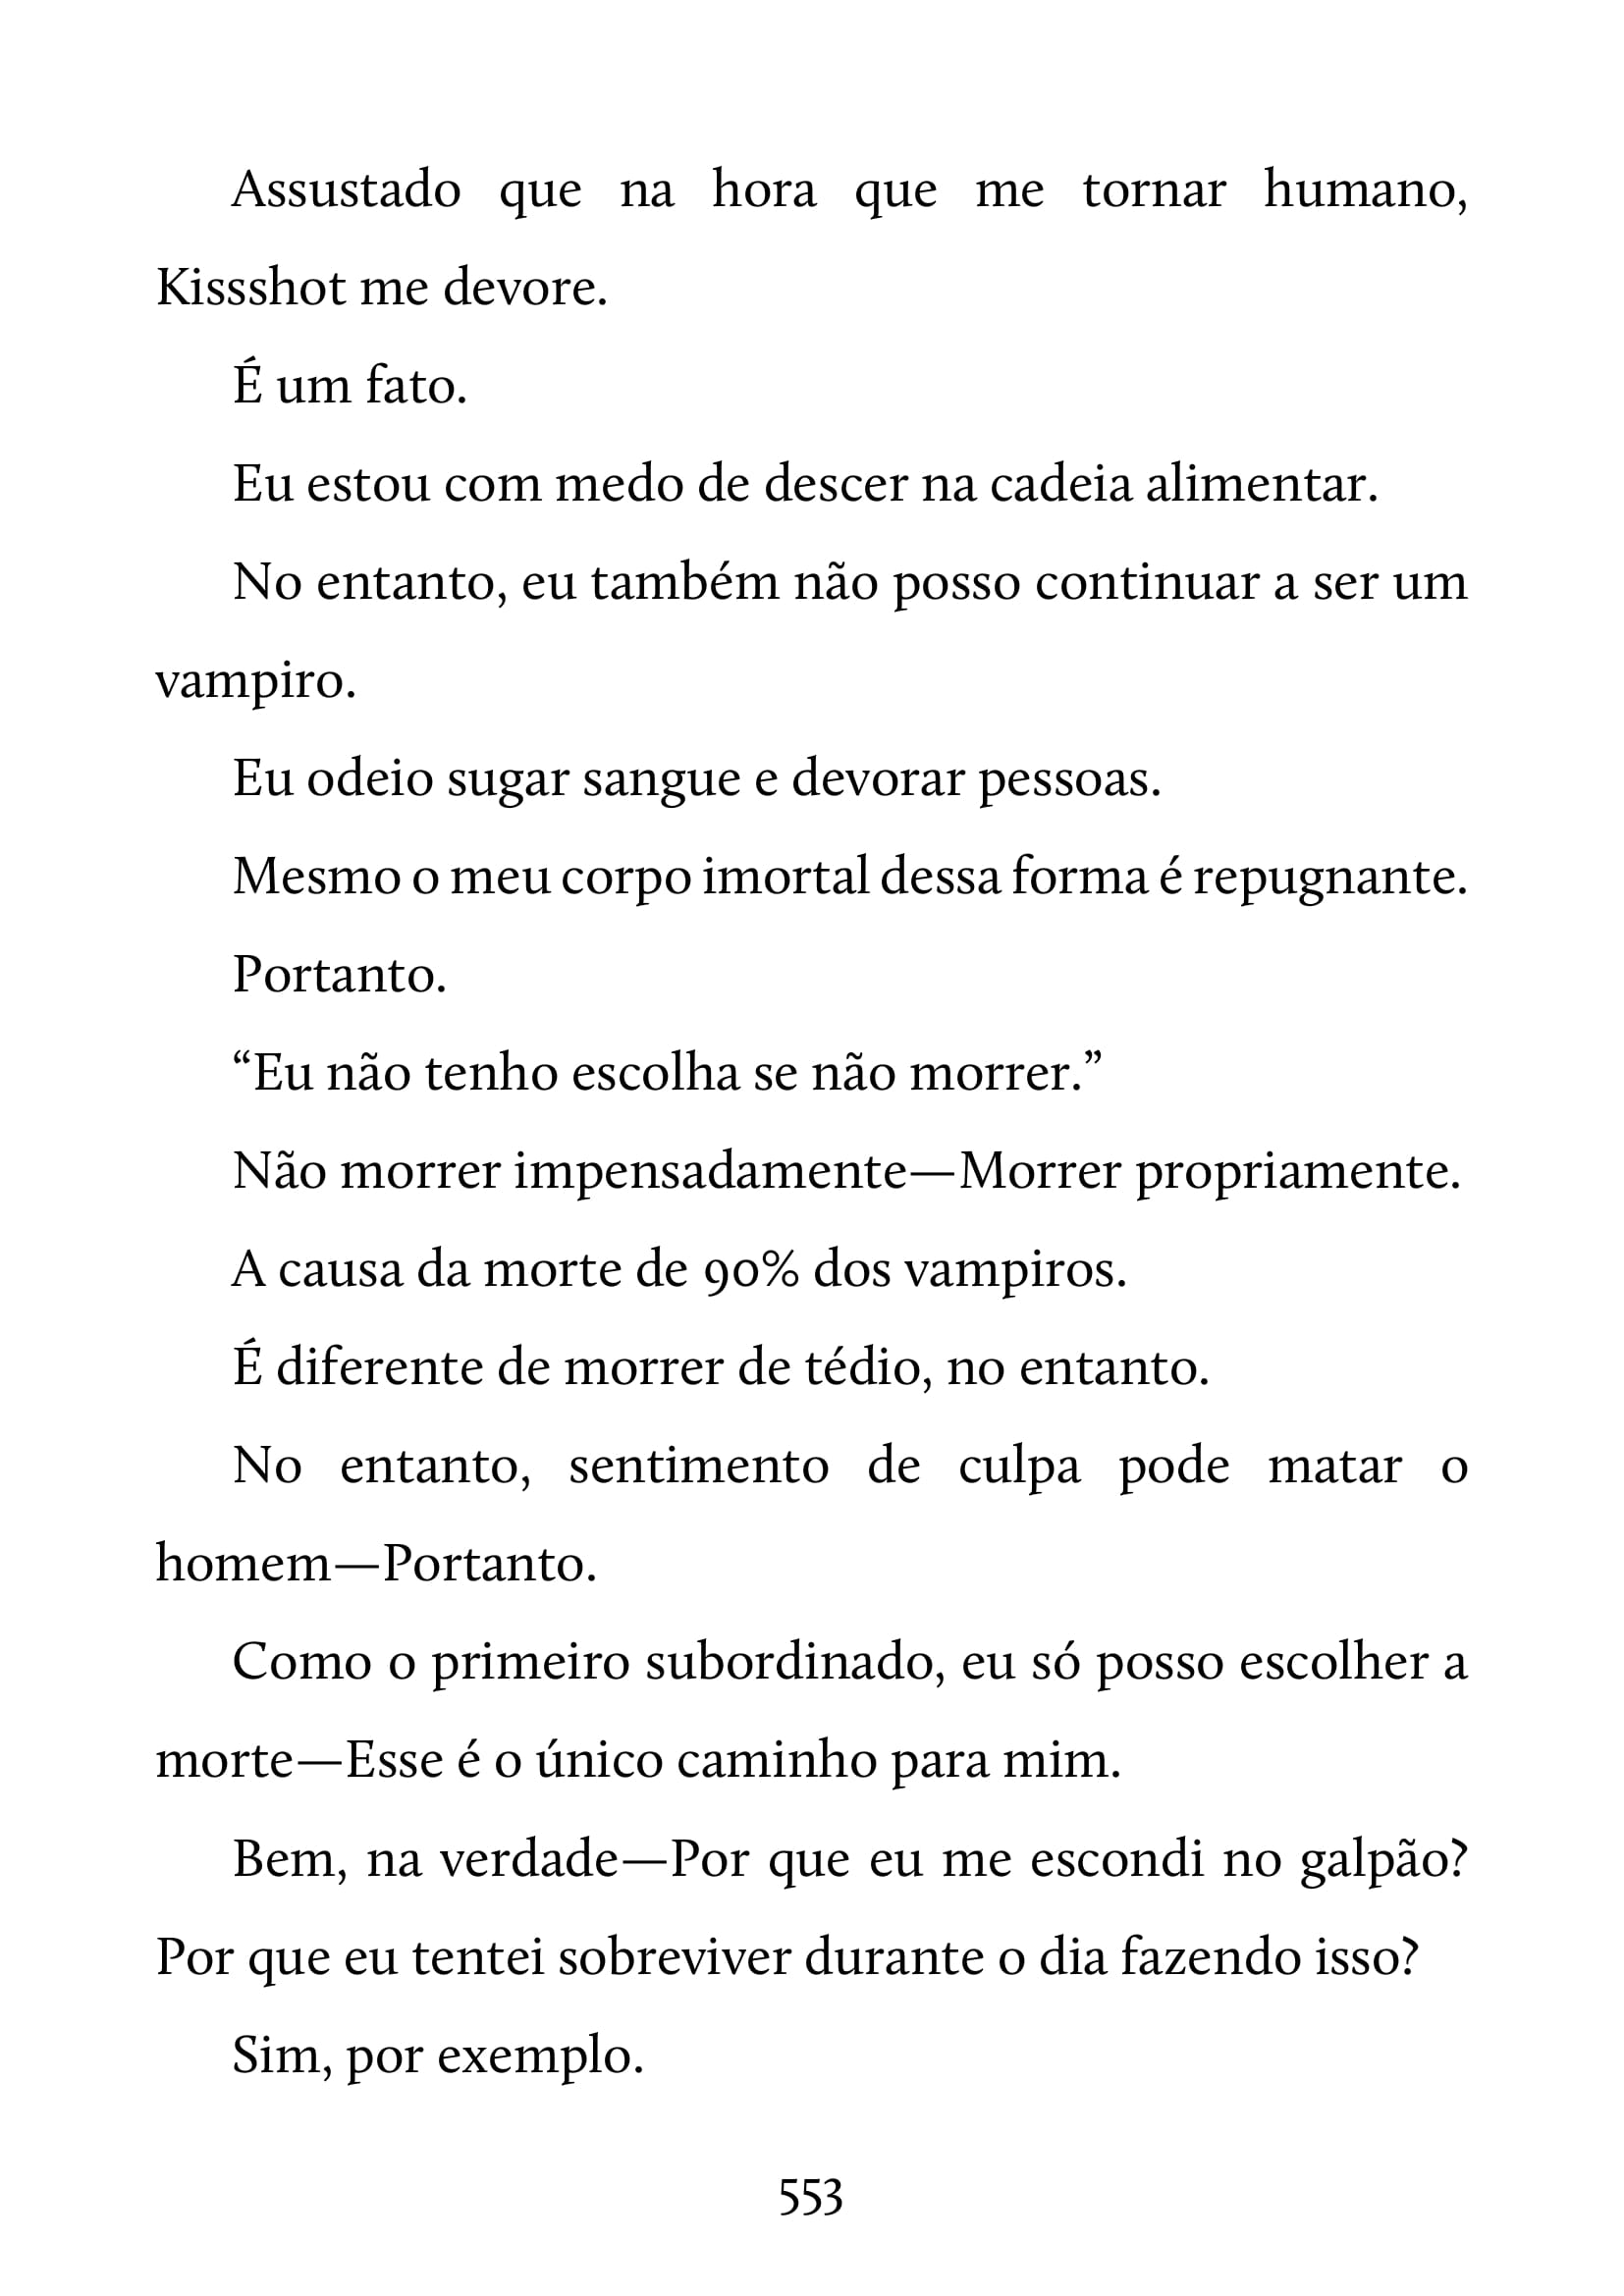 Assustado que na hora que me tornar humano,
Kissshot me devore.
É um fato.
Eu estou com medo de descer na cadeia alimentar.
No entanto, eu também não posso continuar a ser um
vampiro.
Eu odeio sugar sangue e devorar pessoas.
Mesmo o meu corpo imortal dessa forma é repugnante.
Portanto.
“Eu não tenho escolha se não morrer.”
Não morrer impensadamente—Morrer propriamente.
A causa da morte de 90% dos vampiros.
É diferente de morrer de tédio, no entanto.
No entanto, sentimento de culpa pode matar o
homem—Portanto.
Como o primeiro subordinado, eu só posso escolher a
morte—Esse é o único caminho para mim.
Bem, na verdade—Por que eu me escondi no galpão?
Por que eu tentei sobreviver durante o dia fazendo isso?
Sim, por exemplo.
553